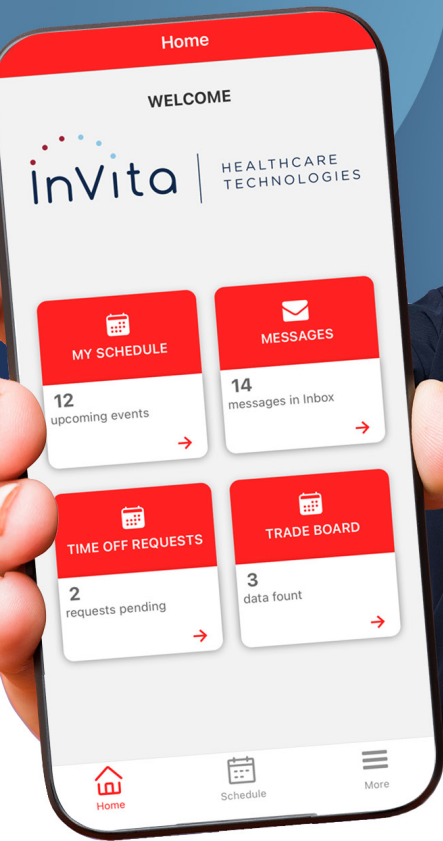 Home
WELCOME
InVita
HEALTHCARE
TECHNOLOGIES
MY SCHEDULE
12
upcoming events
MESSAGES
14
messages in Inbox
TIME OFF REQUESTS
2
requests pending
TRADE BOARD
3
data fount
Home
Schedule
More